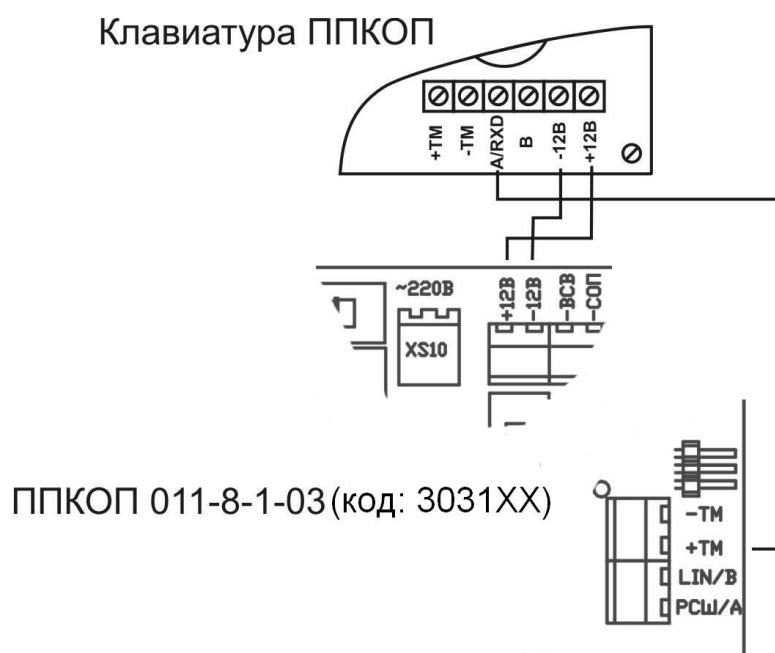 Клавиатура ППКОП
+ТМ
-ТМ
A/RXD
В
-12В
+12В
~220В
+12В
-12В
-ВСВ
-СОП
XS10
ППКОП 011-8-1-03 (код: 3031XX)
-ТМ
+ТМ
LIN/В
РСШ/А